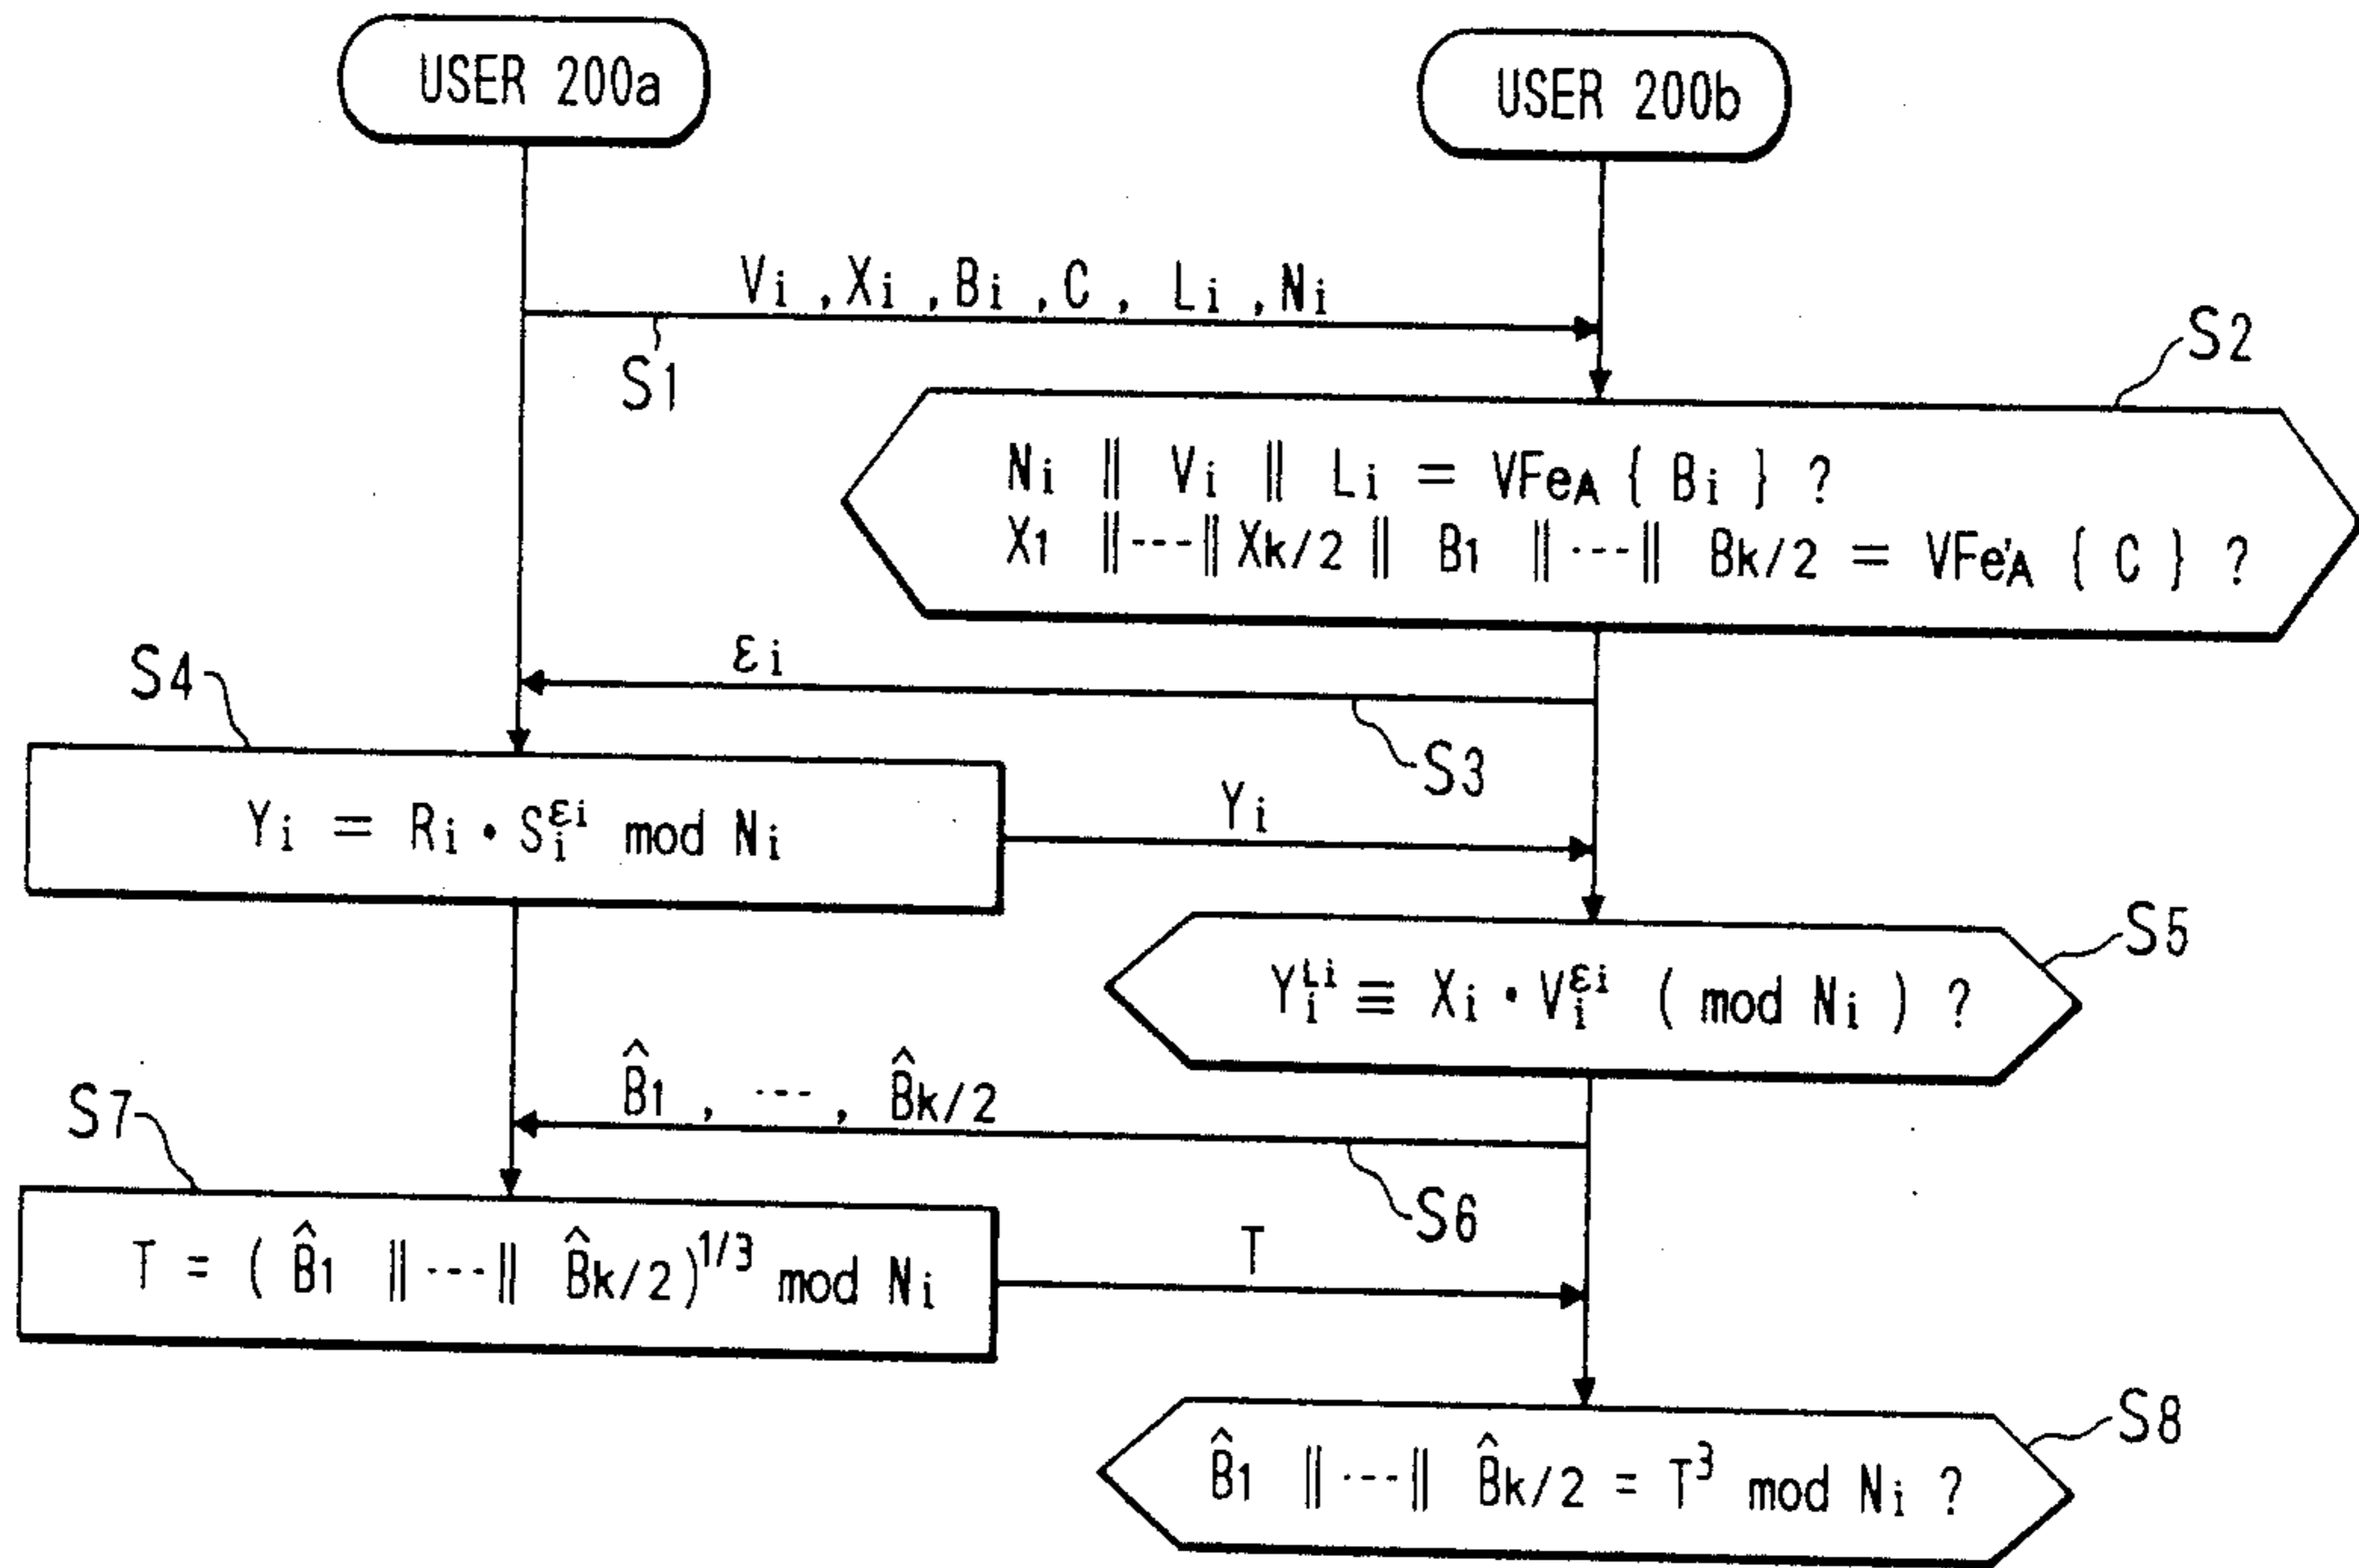 USER 200a
USER 200b
Vi , Xi , Bi , C , Li , Ni
S1
S2
Ni ‖ Vi ‖ Li = VFeA { Bi } ?
X1 ‖---‖ Xk/2 ‖ B1 ‖---‖ Bk/2 = VFe'A { C } ?
εi
S3
S4
Yi = Ri • Si^εi mod Ni
Yi
S5
Yi^Li ≡ Xi • Vi^εi ( mod Ni ) ?
B̂1 , --- , B̂k/2
S6
S7
T = ( B̂1 ‖---‖ B̂k/2 )^1/3 mod Ni
T
S8
B̂1 ‖---‖ B̂k/2 = T^3 mod Ni ?